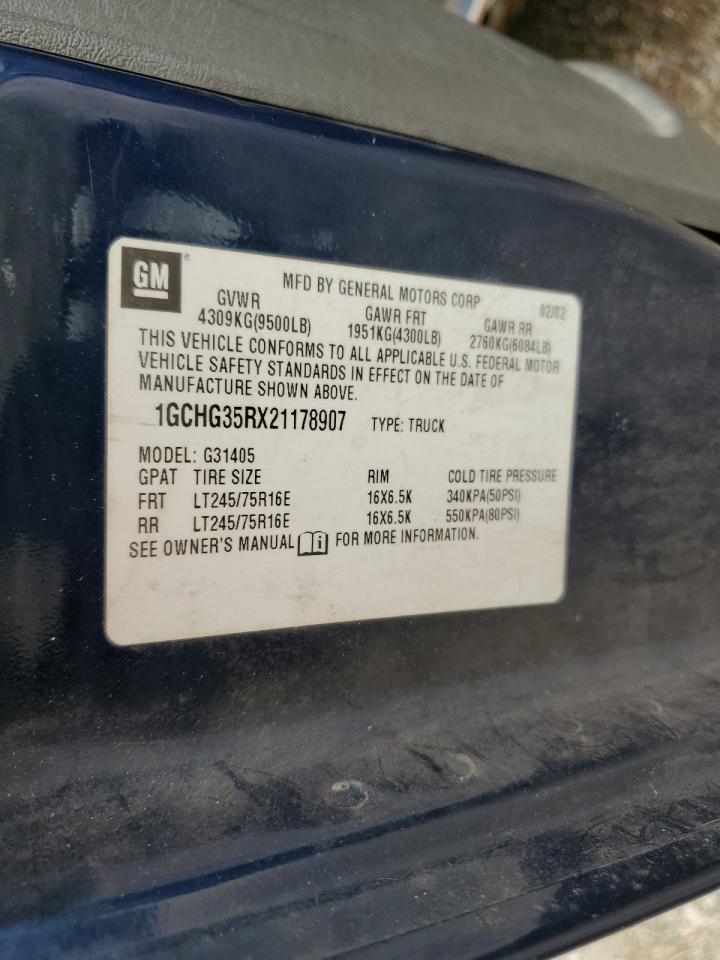 GM ®
MFD BY GENERAL MOTORS CORP 02/02
GVWR GAWR FRT GAWR RR
4309KG(9500LB) 1951KG(4300LB) 2760KG(6084LB)
THIS VEHICLE CONFORMS TO ALL APPLICABLE U.S. FEDERAL MOTOR
VEHICLE SAFETY STANDARDS IN EFFECT ON THE DATE OF
MANUFACTURE SHOWN ABOVE.
1GCHG35RX21178907 TYPE: TRUCK
MODEL: G31405
GPAT TIRE SIZE RIM COLD TIRE PRESSURE
FRT LT245/75R16E 16X6.5K 340KPA(50PSI)
RR LT245/75R16E 16X6.5K 550KPA(80PSI)
SEE OWNER'S MANUAL i FOR MORE INFORMATION.